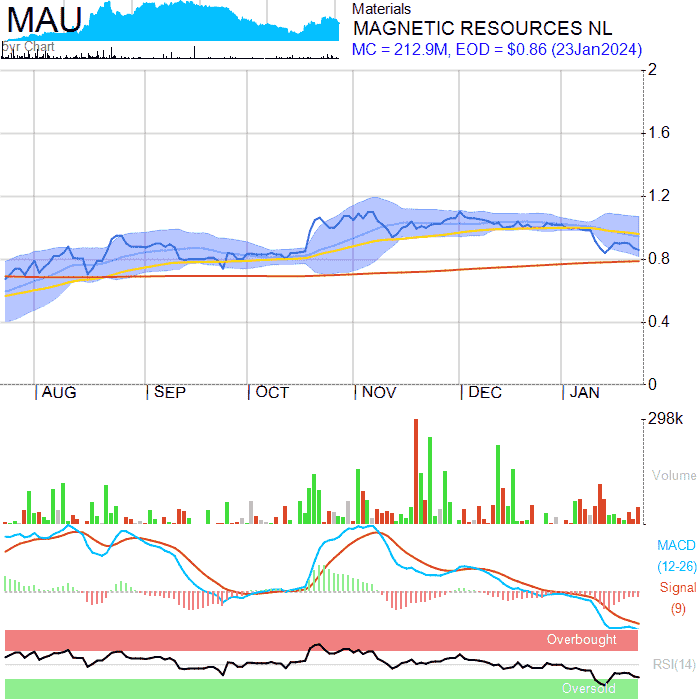 MAU
5yr Chart
Materials
MAGNETIC RESOURCES NL
MC = 212.9M, EOD = $0.86 (23Jan2024)
2
1.6
1.2
0.8
0.4
0
AUG SEP OCT NOV DEC JAN
298k
Volume
MACD
(12-26)
Signal
(9)
Overbought
RSI(14)
Oversold